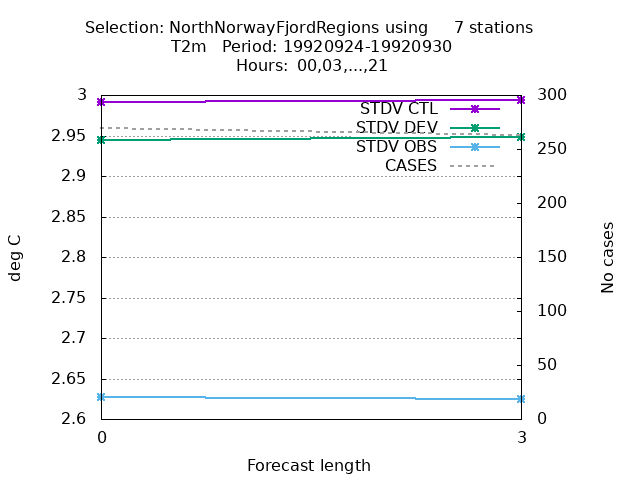 Selection: NorthNorwayFjordRegions using     7 stations
T2m   Period: 19920924-19920930
Hours:  00,03,...,21
3
2.95
2.9
2.85
2.8
2.75
2.7
2.65
2.6
300
250
200
150
100
50
0
STDV CTL
STDV DEV
STDV OBS
CASES
deg C
No cases
0
3
Forecast length